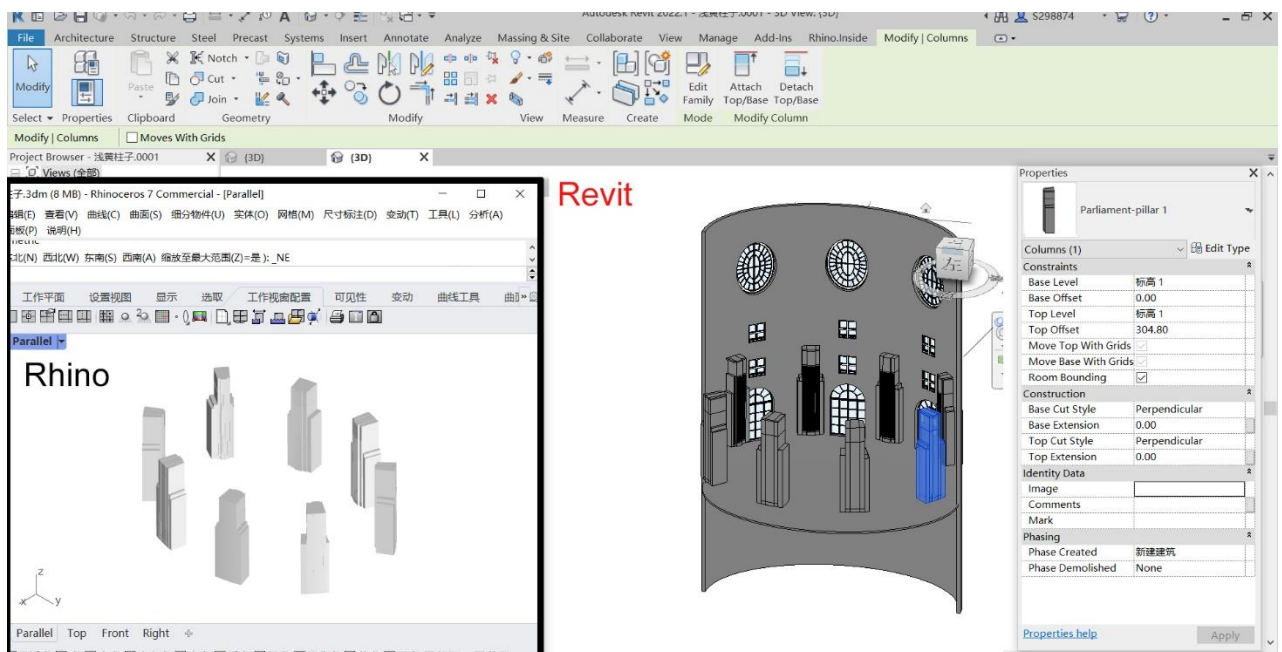 Autodesk Revit 2022.1 - 浅黄柱子.0001 - 3D View: {3D}
S298874
File Architecture Structure Steel Precast Systems Insert Annotate Analyze Massing & Site Collaborate View Manage Add-Ins Rhino.Inside Modify | Columns
Notch
Cut
Join
Modify
Paste
Edit Family
Attach Top/Base
Detach Top/Base
Select Properties Clipboard Geometry Modify View Measure Create Mode Modify Column
Modify | Columns Moves With Grids
Project Browser - 浅黄柱子.0001 X {3D} {3D} X
Views (全部)
柱子.3dm (8 MB) - Rhinoceros 7 Commercial - [Parallel]
编辑(E) 查看(V) 曲线(C) 曲面(S) 细分物件(U) 实体(O) 网格(M) 尺寸标注(D) 变动(T) 工具(L) 分析(A)
面板(P) 说明(H)
东北(N) 西北(W) 东南(S) 西南(A) 缩放至最大范围(Z)=是 ): _NE
工作平面 设置视图 显示 选取 工作视窗配置 可见性 变动 曲线工具
Parallel
Rhino
z
x y
Parallel Top Front Right
Revit
左
Properties X
Parliament-pillar 1
Columns (1) Edit Type
Constraints
Base Level 标高 1
Base Offset 0.00
Top Level 标高 1
Top Offset 304.80
Move Top With Grids
Move Base With Grids
Room Bounding
Construction
Base Cut Style Perpendicular
Base Extension 0.00
Top Cut Style Perpendicular
Top Extension 0.00
Identity Data
Image
Comments
Mark
Phasing
Phase Created 新建建筑
Phase Demolished None
Properties help Apply